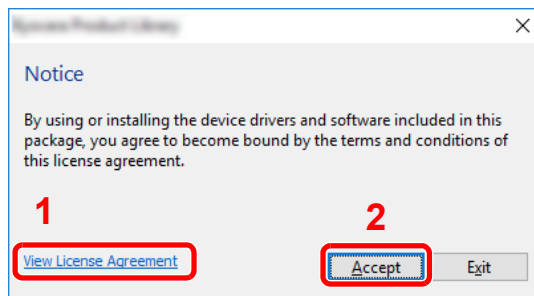 Notice
By using or installing the device drivers and software included in this
package, you agree to become bound by the terms and conditions of
this license agreement.
1
2
View License Agreement
Accept Exit